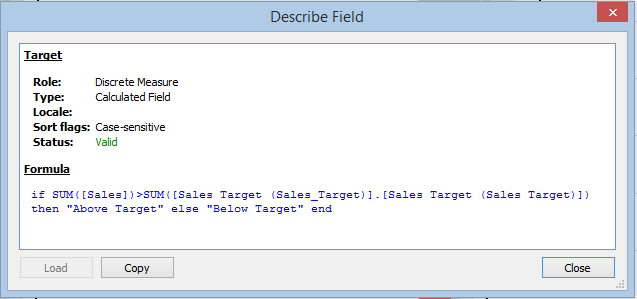 Describe Field
Target
Role: Discrete Measure
Type: Calculated Field
Locale:
Sort flags: Case-sensitive
Status: Valid
Formula
if SUM([Sales])>SUM([Sales Target (Sales_Target)].[Sales Target (Sales Target)])
then "Above Target" else "Below Target" end
Load Copy Close